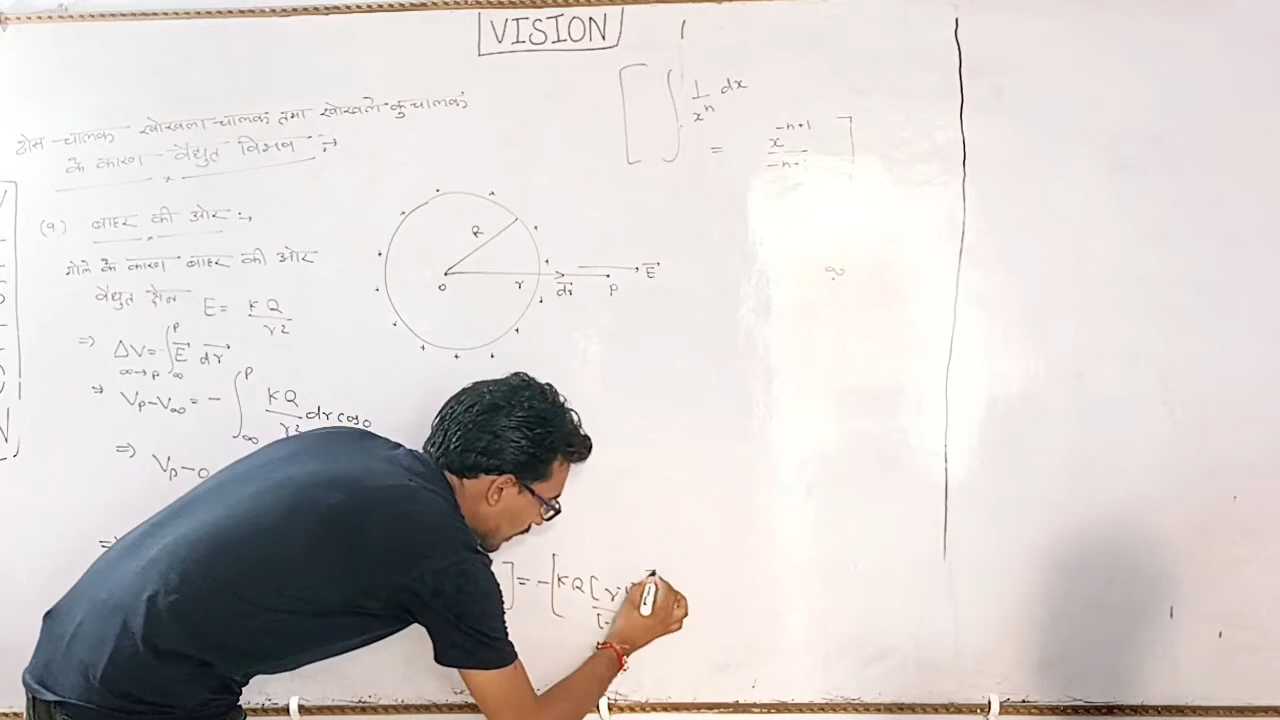 VISION
ठोस चालक खोखला चालक तथा खोखले कुचालक
के कारण वैद्युत विभव :→
(१) बाहर की ओर :→
गोले के कारण बाहर की ओर
वैद्युत क्षेत्र E = KQ / r²
⇒ ΔV = -∫ E⃗ dr⃗
∞→P ∞ P
⇒ Vp - V∞ = - ∫ KQ / r² dr cos0
∞ P
⇒ Vp - 0
] = -[KQ [r
R
O
r
dr⃗
P
E⃗
+ + + + + + + + +
[ ∫ 1/xⁿ dx
= x⁻ⁿ⁺¹ / -n+1 ]